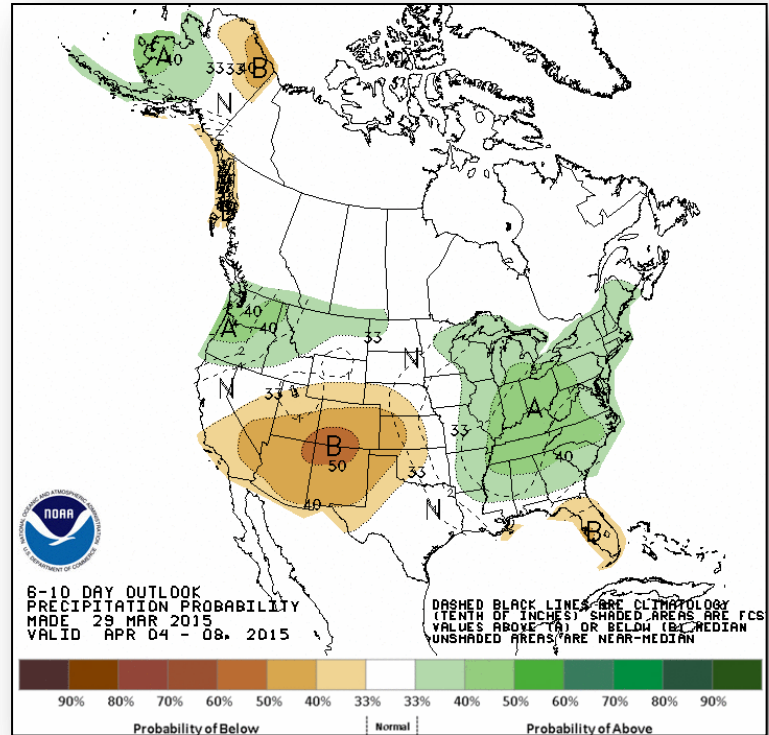 A 40
33 33 40 B
N
B
40
A 40
2
33
N
N
33
A
B
50
33
33
40
40
2
N
B
NATIONAL OCEANIC AND ATMOSPHERIC ADMINISTRATION
NOAA
U.S. DEPARTMENT OF COMMERCE
6-10 DAY OUTLOOK
PRECIPITATION PROBABILITY
MADE 29 MAR 2015
VALID APR 04 - 08, 2015
DASHED BLACK LINES ARE CLIMATOLOGY
(TENTH OF INCHES) SHADED AREAS ARE FCS
VALUES ABOVE (A) OR BELOW (B) MEDIAN
UNSHADED AREAS ARE NEAR-MEDIAN
90% 80% 70% 60% 50% 40% 33% 33% 40% 50% 60% 70% 80% 90%
Probability of Below Normal Probability of Above